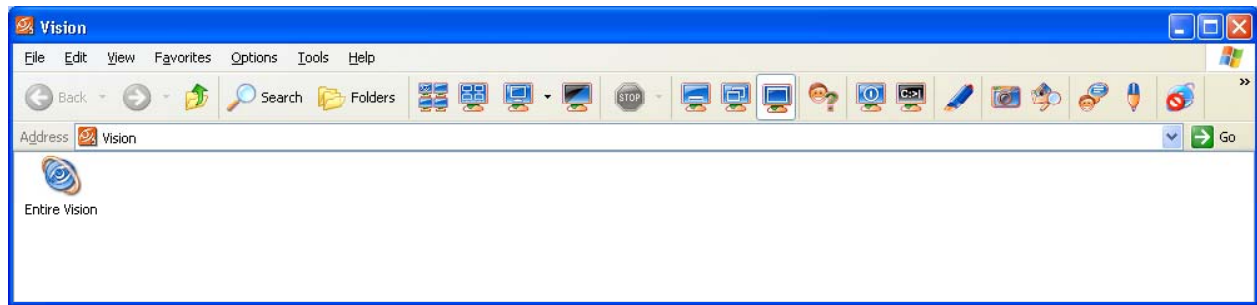 Vision
File Edit View Favorites Options Tools Help
Back Search Folders STOP C:>I »
Address Vision Go
Entire Vision